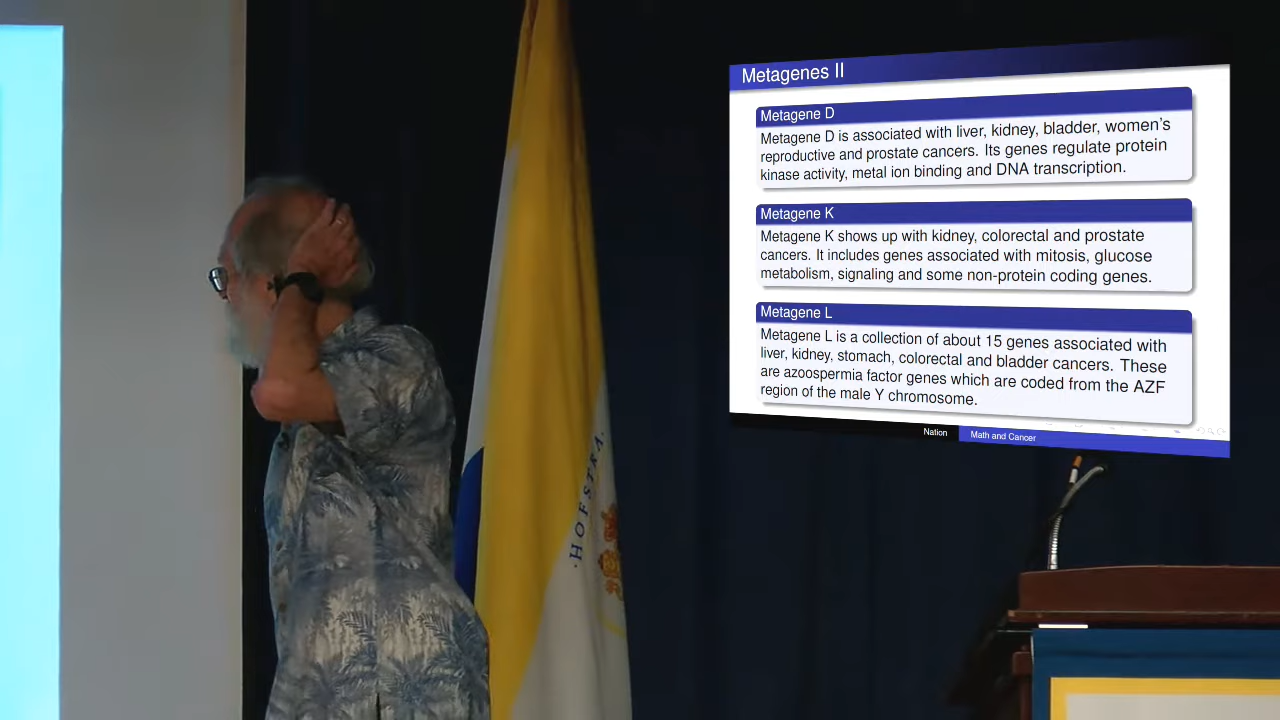 Metagenes II
Metagene D
Metagene D is associated with liver, kidney, bladder, women's
reproductive and prostate cancers. Its genes regulate protein
kinase activity, metal ion binding and DNA transcription.
Metagene K
Metagene K shows up with kidney, colorectal and prostate
cancers. It includes genes associated with mitosis, glucose
metabolism, signaling and some non-protein coding genes.
Metagene L
Metagene L is a collection of about 15 genes associated with
liver, kidney, stomach, colorectal and bladder cancers. These
are azoospermia factor genes which are coded from the AZF
region of the male Y chromosome.
Nation
Math and Cancer
·HOFSTRA·